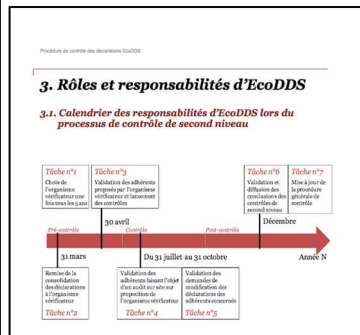 Procédure de contrôle des déclarations EcoDDS
3. Rôles et responsabilités d'EcoDDS
3.1. Calendrier des responsabilités d'EcoDDS lors du
processus de contrôle de second niveau
Tâche n°1
Choix de
l'organisme
vérificateur une
fois tous les 5 ans
Tâche n°3
Validation des adhérents
proposés par l'organisme
vérificateur et lancement
des contrôles
Tâche n°6
Validation et
diffusion des
conclusions des
contrôles de
second niveau
Tâche n°7
Mise à jour de
la procédure
générale de
contrôle
30 avril
Décembre
Pré-contrôle
Contrôle
Post-contrôle
31 mars
Du 31 juillet au 31 octobre
Année N
Remise de la
consolidation
des déclarations
à l'organisme
vérificateur
Tâche n°2
Validation des
adhérents faisant l'objet
d'un audit sur site sur
proposition de
l'organisme vérificateur
Tâche n°4
Validation des
demandes de
modification des
déclarations des
adhérents concernés
Tâche n°5